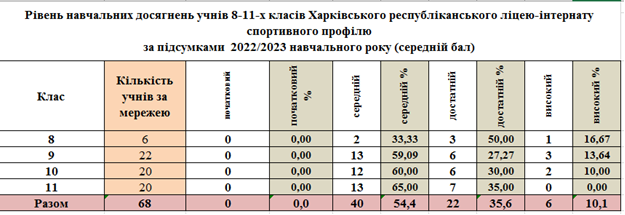 Рівень навчальних досягнень учнів 8-11-х класів Харківського республіканського ліцею-інтернату
спортивного профілю
за підсумками 2022/2023 навчального року (середній бал)
Клас Кількість учнів за мережею початковий початковий % середній середній % достатній достатній % високий високий %
8 6 0 0,00 2 33,33 3 50,00 1 16,67
9 22 0 0,00 13 59,09 6 27,27 3 13,64
10 20 0 0,00 12 60,00 6 30,00 2 10,00
11 20 0 0,00 13 65,00 7 35,00 0 0,00
Разом 68 0 0,0 40 54,4 22 35,6 6 10,1